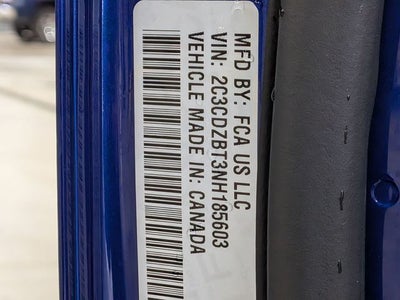 MFD BY: FCA US LLC
VIN: 2C3CDZBT3NH185603
VEHICLE MADE IN: CANADA